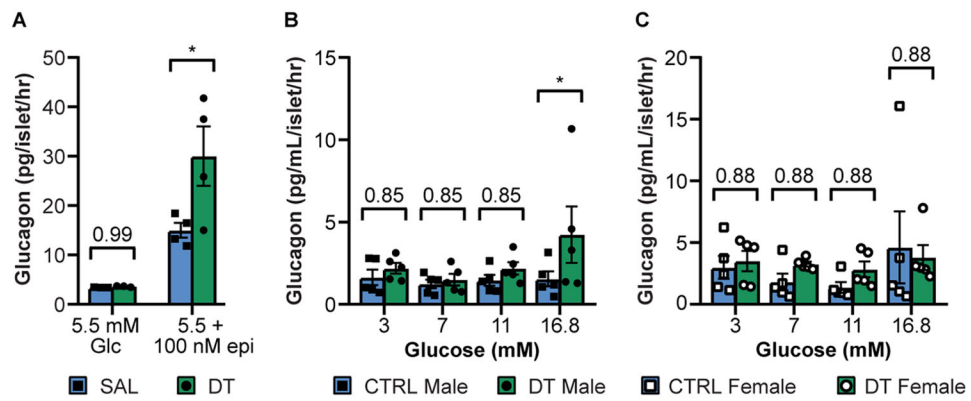 A
B
C
Glucagon (pg/islet/hr)
50
40
30
20
10
0
0.99
*
5.5 mM
Glc
5.5 +
100 nM epi
SAL
DT
Glucagon (pg/mL/islet/hr)
15
10
5
0
0.85
0.85
0.85
*
3
7
11
16.8
Glucose (mM)
CTRL Male
DT Male
Glucagon (pg/mL/islet/hr)
20
15
10
5
0
0.88
0.88
0.88
0.88
3
7
11
16.8
Glucose (mM)
CTRL Female
DT Female